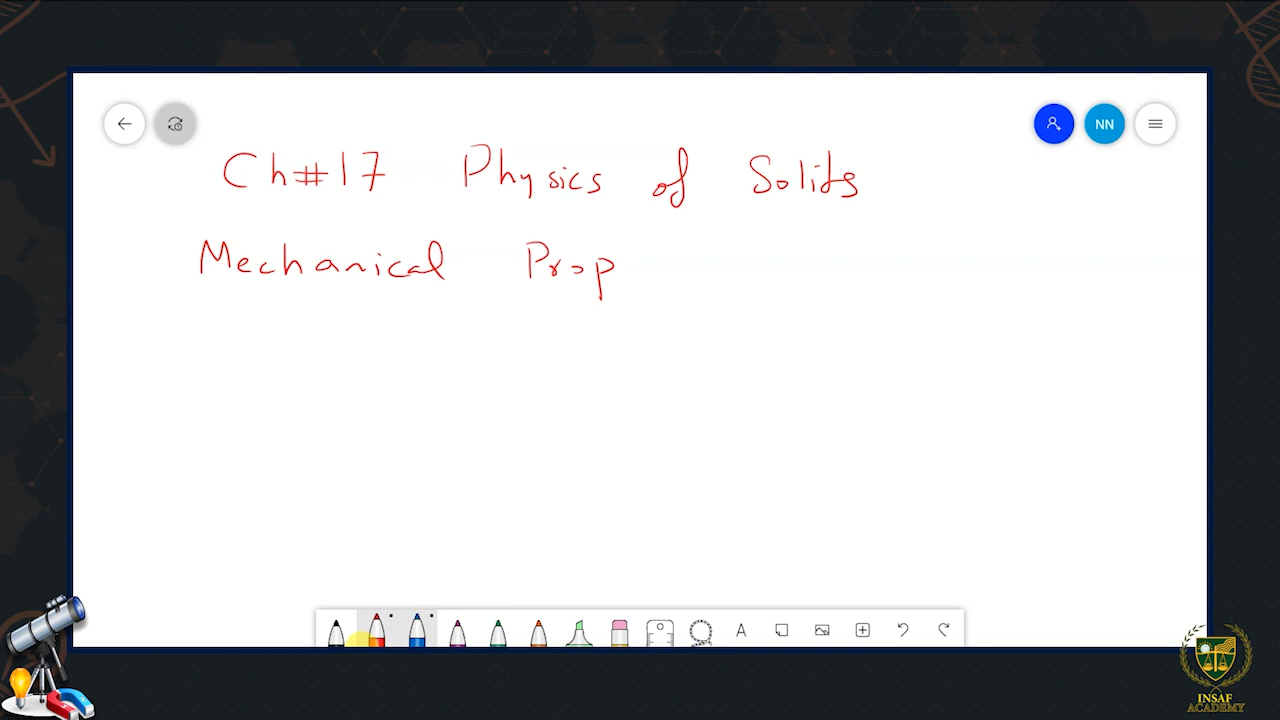 NN
Ch#17 Physics of Solids
Mechanical Prop
A
INSAF
ACADEMY